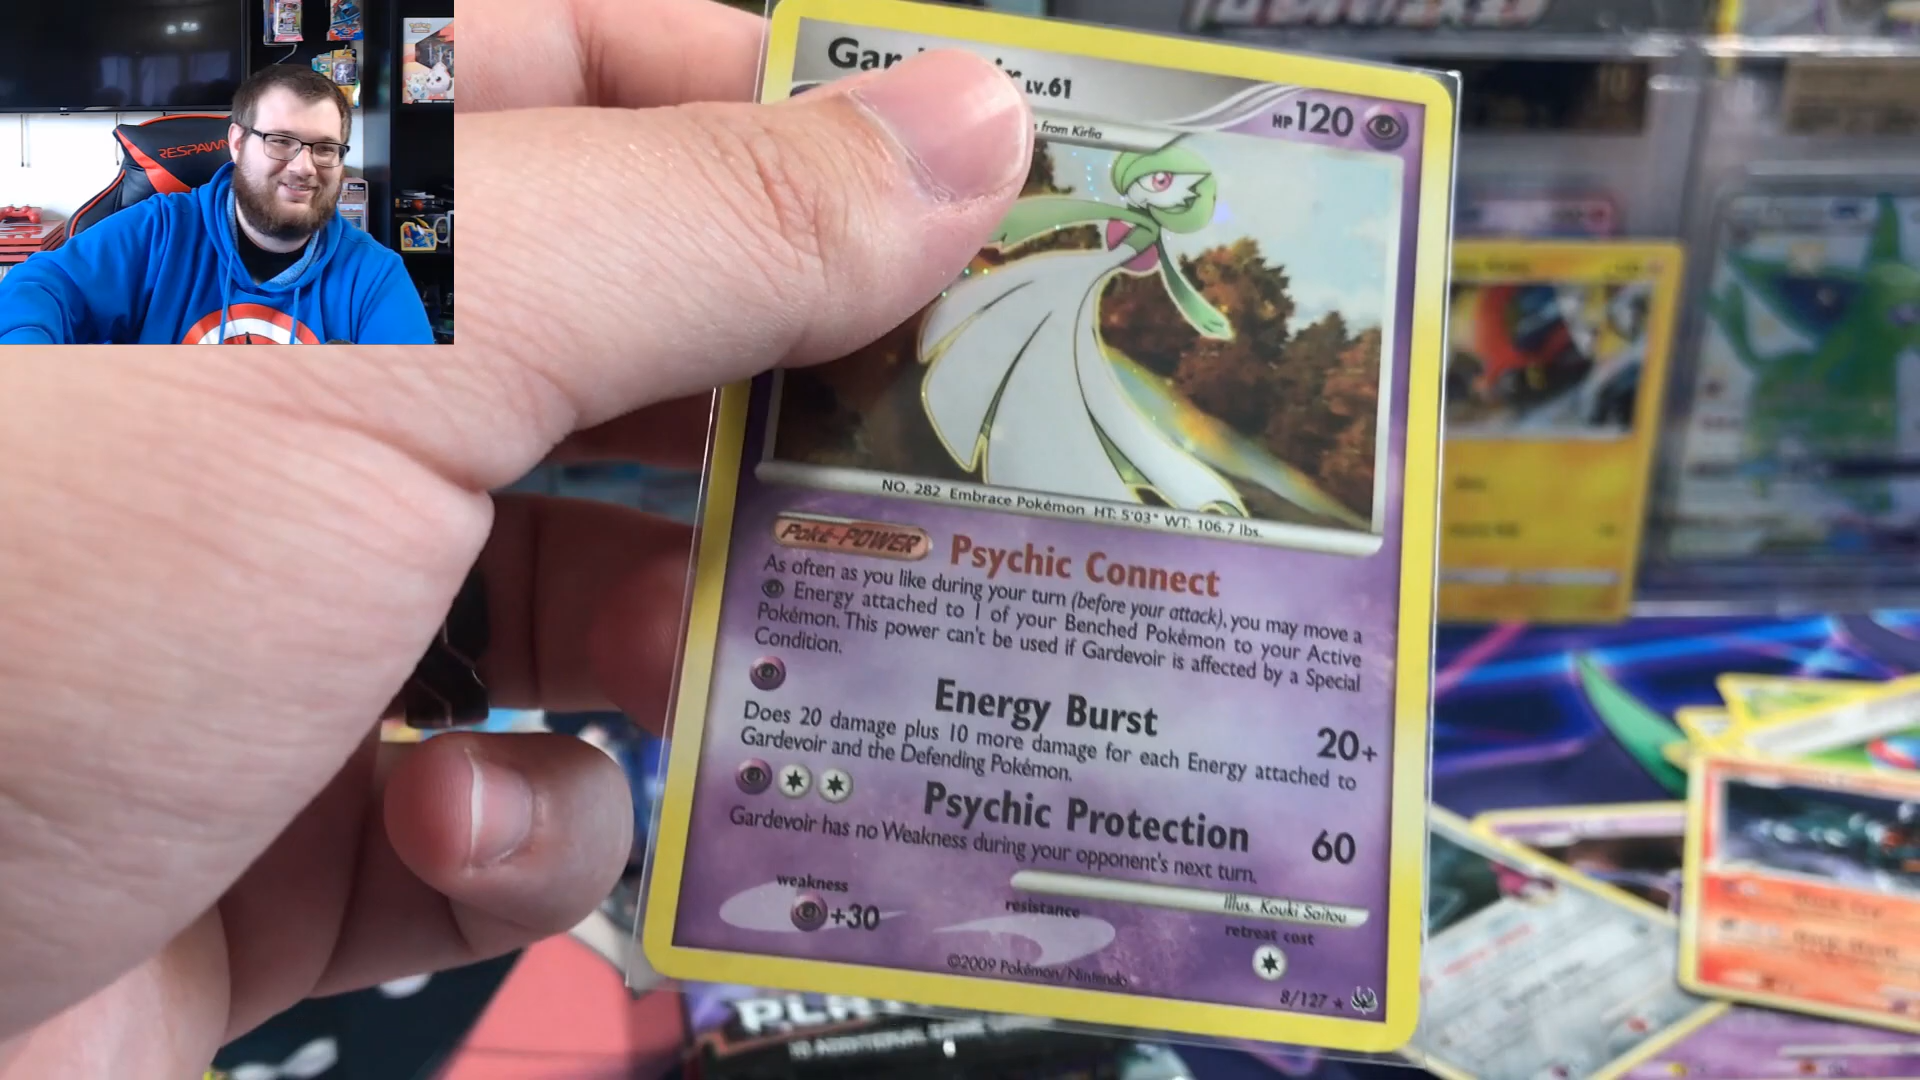 RESPAWN
Gar
LV.61
HP 120
from Kirlia
NO. 282 Embrace Pokémon HT: 5'03" WT: 106.7 lbs.
Poké-POWER Psychic Connect
As often as you like during your turn (before your attack), you may move a
Energy attached to 1 of your Benched Pokémon to your Active
Pokémon. This power can't be used if Gardevoir is affected by a Special
Condition.
Energy Burst 20+
Does 20 damage plus 10 more damage for each Energy attached to
Gardevoir and the Defending Pokémon.
Psychic Protection 60
Gardevoir has no Weakness during your opponent's next turn.
weakness
+30
resistance
Illus. Kouki Saitou
retreat cost
©2009 Pokémon/Nintendo
8/127